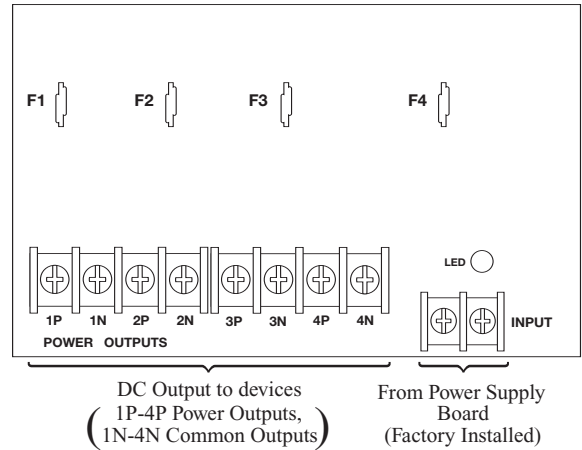 F1 F2 F3 F4
LED
1P 1N 2P 2N 3P 3N 4P 4N
INPUT
POWER OUTPUTS
DC Output to devices
(1P-4P Power Outputs,
1N-4N Common Outputs)
From Power Supply
Board
(Factory Installed)